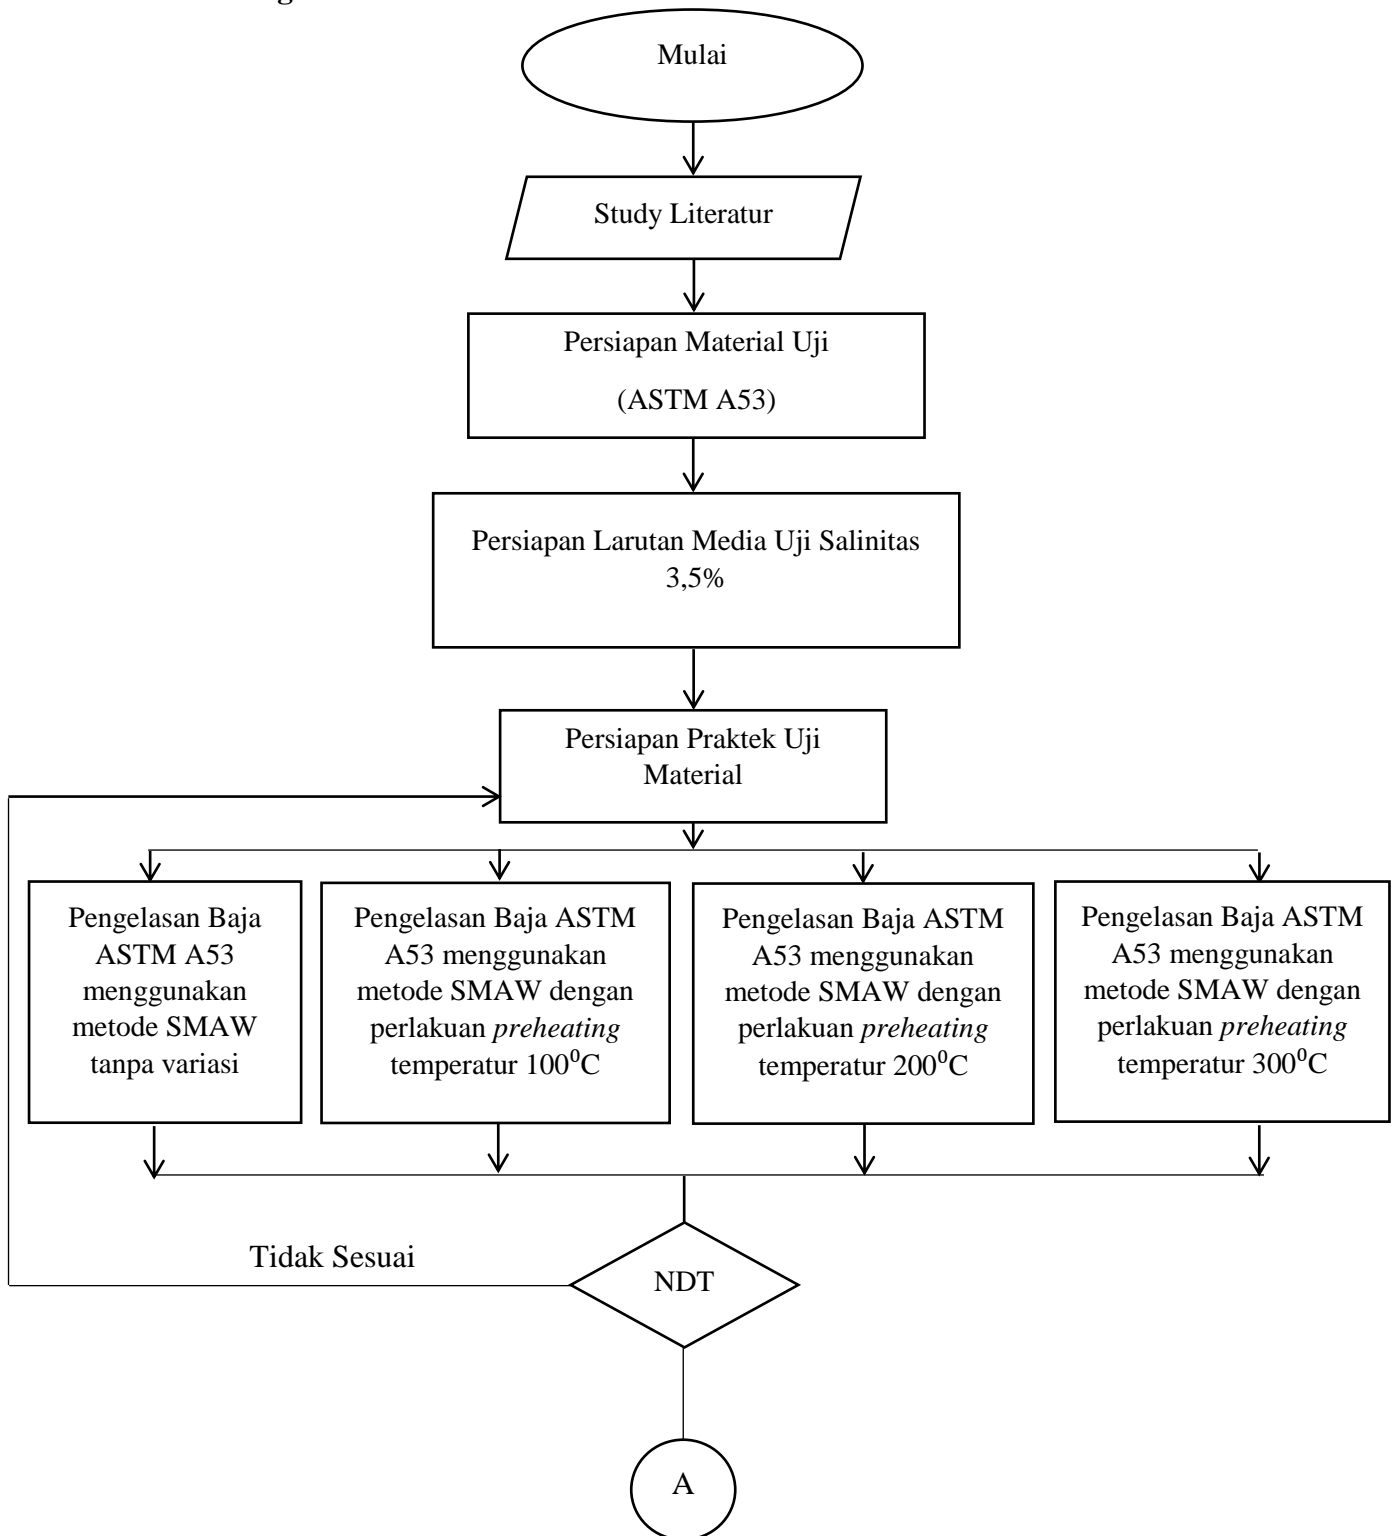 Mulai
Study Literatur
Persiapan Material Uji
(ASTM A53)
Persiapan Larutan Media Uji Salinitas
3,5%
Persiapan Praktek Uji
Material
Pengelasan Baja
ASTM A53
menggunakan
metode SMAW
tanpa variasi
Pengelasan Baja ASTM
A53 menggunakan
metode SMAW dengan
perlakuan preheating
temperatur 100⁰C
Pengelasan Baja ASTM
A53 menggunakan
metode SMAW dengan
perlakuan preheating
temperatur 200⁰C
Pengelasan Baja ASTM
A53 menggunakan
metode SMAW dengan
perlakuan preheating
temperatur 300⁰C
Tidak Sesuai
NDT
A